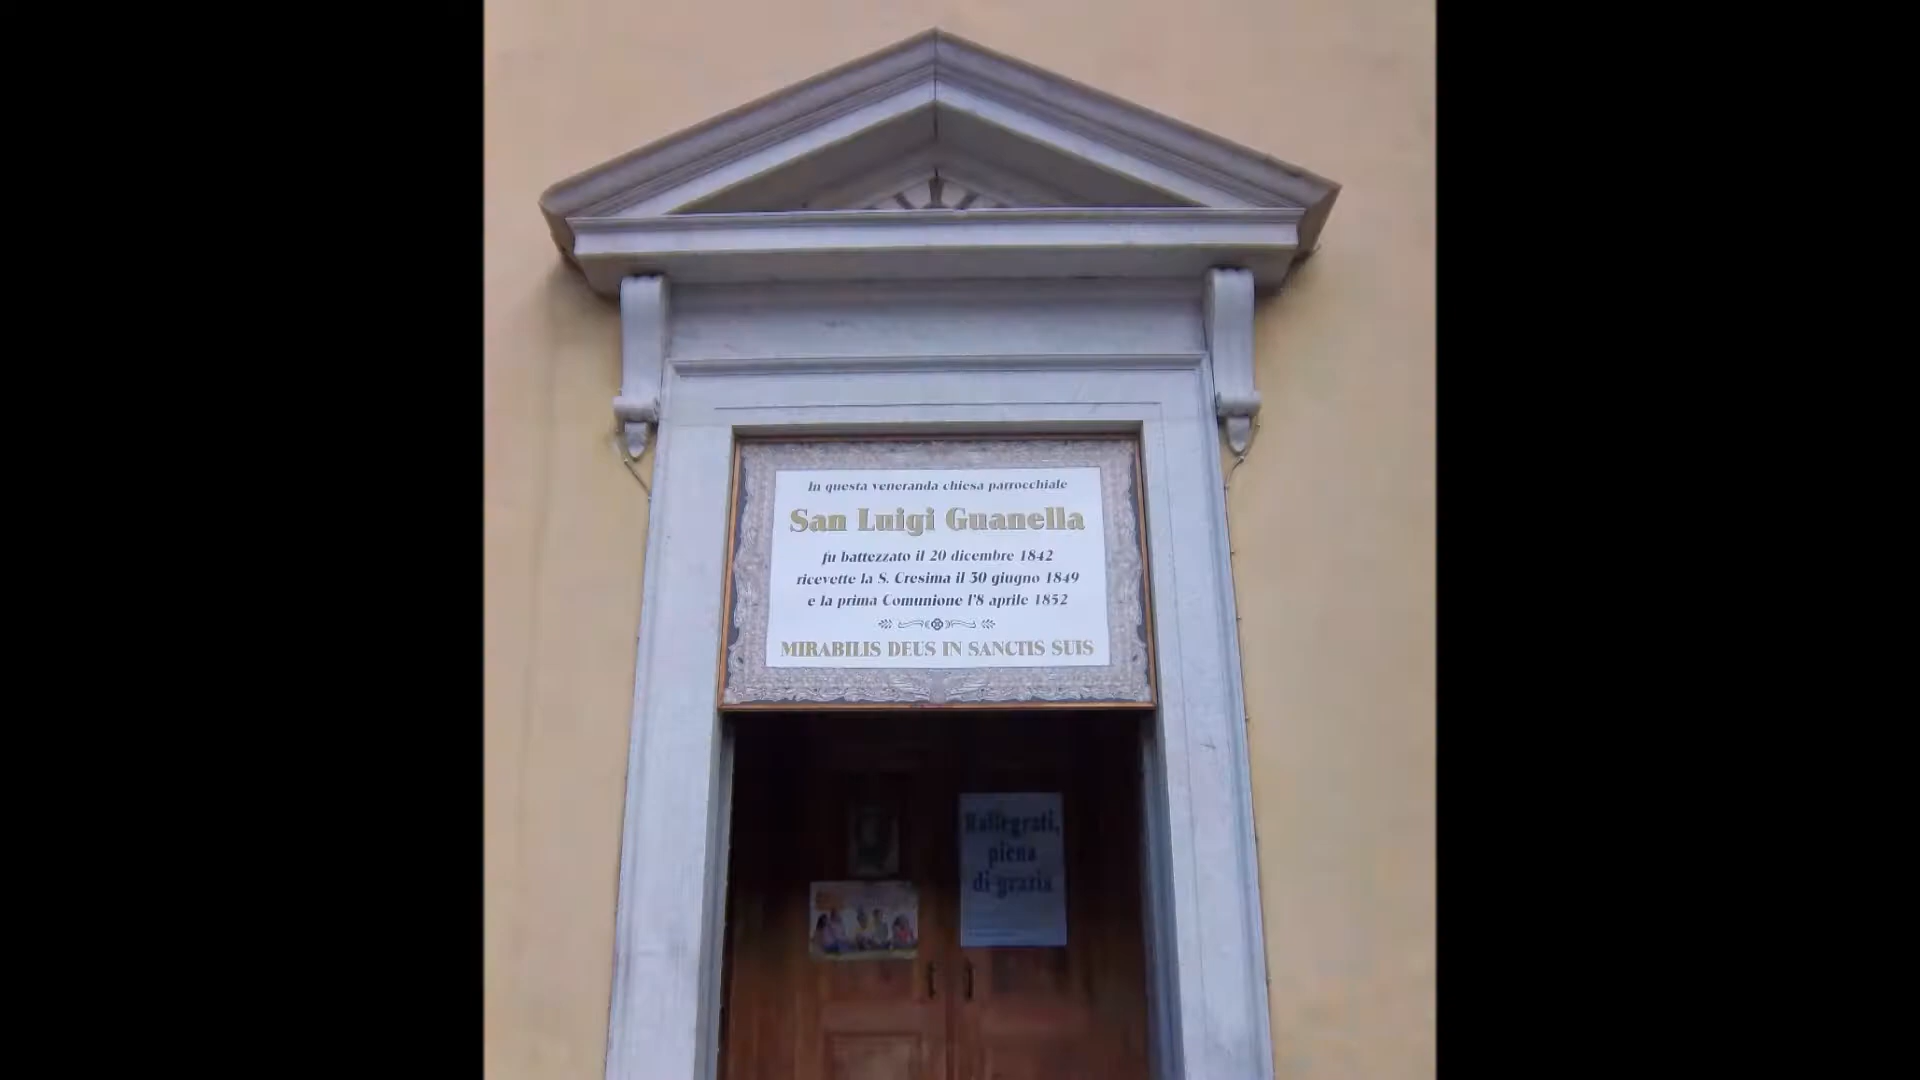 In questa veneranda chiesa parrocchiale
San Luigi Guanella
fu battezzato il 20 dicembre 1842
ricevette la S. Cresima il 30 giugno 1849
e la prima Comunione l'8 aprile 1852
MIRABILIS DEUS IN SANCTIS SUIS
Rallegrati,
piena
di grazia